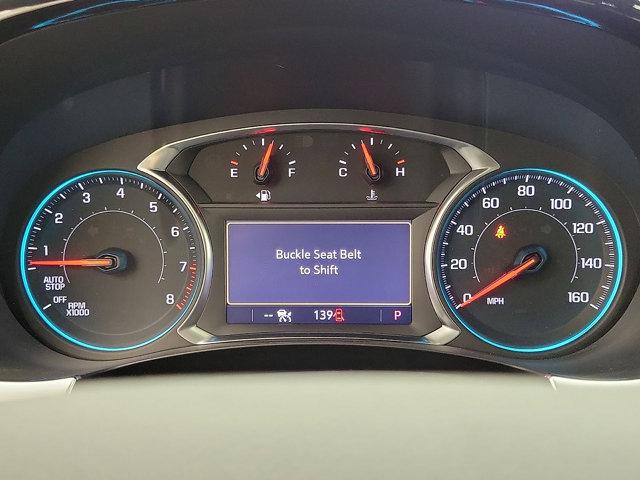 E F
C H
1 2 3 4 5 6 7 8
AUTO
STOP
OFF
RPM
X1000
Buckle Seat Belt
to Shift
-- 139 P
0 20 40 60 80 100 120 140 160
MPH